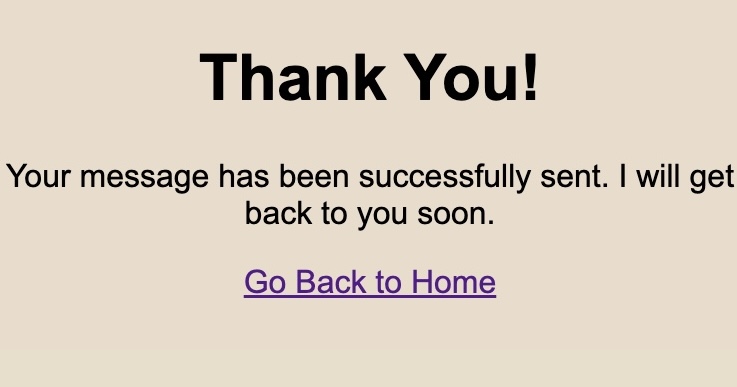 Thank You!
Your message has been successfully sent. I will get
back to you soon.
Go Back to Home